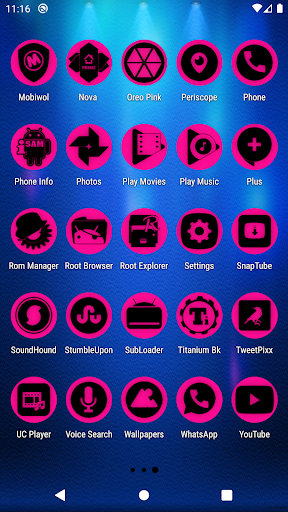 11:16
Mobiwol Nova Oreo Pink Periscope Phone
SAM
Phone Info Photos Play Movies Play Music Plus
Rom Manager Root Browser Root Explorer Settings SnapTube
SoundHound StumbleUpon SubLoader Titanium Bk TweetPixx
UC Player Voice Search Wallpapers WhatsApp YouTube